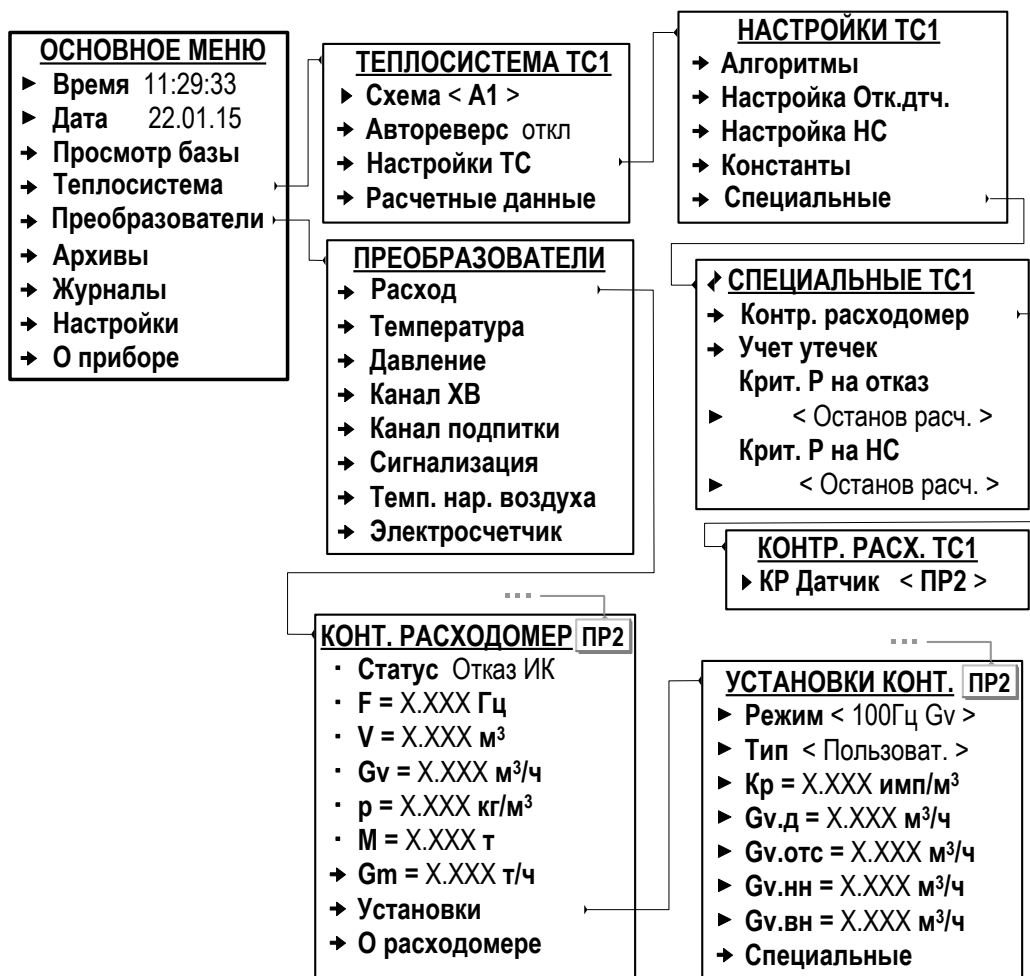 ОСНОВНОЕ МЕНЮ
Время 11:29:33
Дата 22.01.15
Просмотр базы
Теплосистема
Преобразователи
Архивы
Журналы
Настройки
О приборе
ТЕПЛОСИСТЕМА ТС1
Схема < А1 >
Автореверс откл
Настройки ТС
Расчетные данные
НАСТРОЙКИ ТС1
Алгоритмы
Настройка Отк.дтч.
Настройка НС
Константы
Специальные
ПРЕОБРАЗОВАТЕЛИ
Расход
Температура
Давление
Канал ХВ
Канал подпитки
Сигнализация
Темп. нар. воздуха
Электросчетчик
СПЕЦИАЛЬНЫЕ ТС1
Контр. расходомер
Учет утечек
Крит. Р на отказ
< Останов расч. >
Крит. Р на НС
< Останов расч. >
КОНТР. РАСХ. ТС1
КР Датчик < ПР2 >
КОНТ. РАСХОДОМЕР ПР2
Статус Отказ ИК
F = X.XXX Гц
V = X.XXX м³
Gv = X.XXX м³/ч
р = X.XXX кг/м³
М = X.XXX т
Gm = X.XXX т/ч
Установки
О расходомере
УСТАНОВКИ КОНТ. ПР2
Режим < 100Гц Gv >
Тип < Пользоват. >
Кр = X.XXX имп/м³
Gv.д = X.XXX м³/ч
Gv.отс = X.XXX м³/ч
Gv.нн = X.XXX м³/ч
Gv.вн = X.XXX м³/ч
Специальные